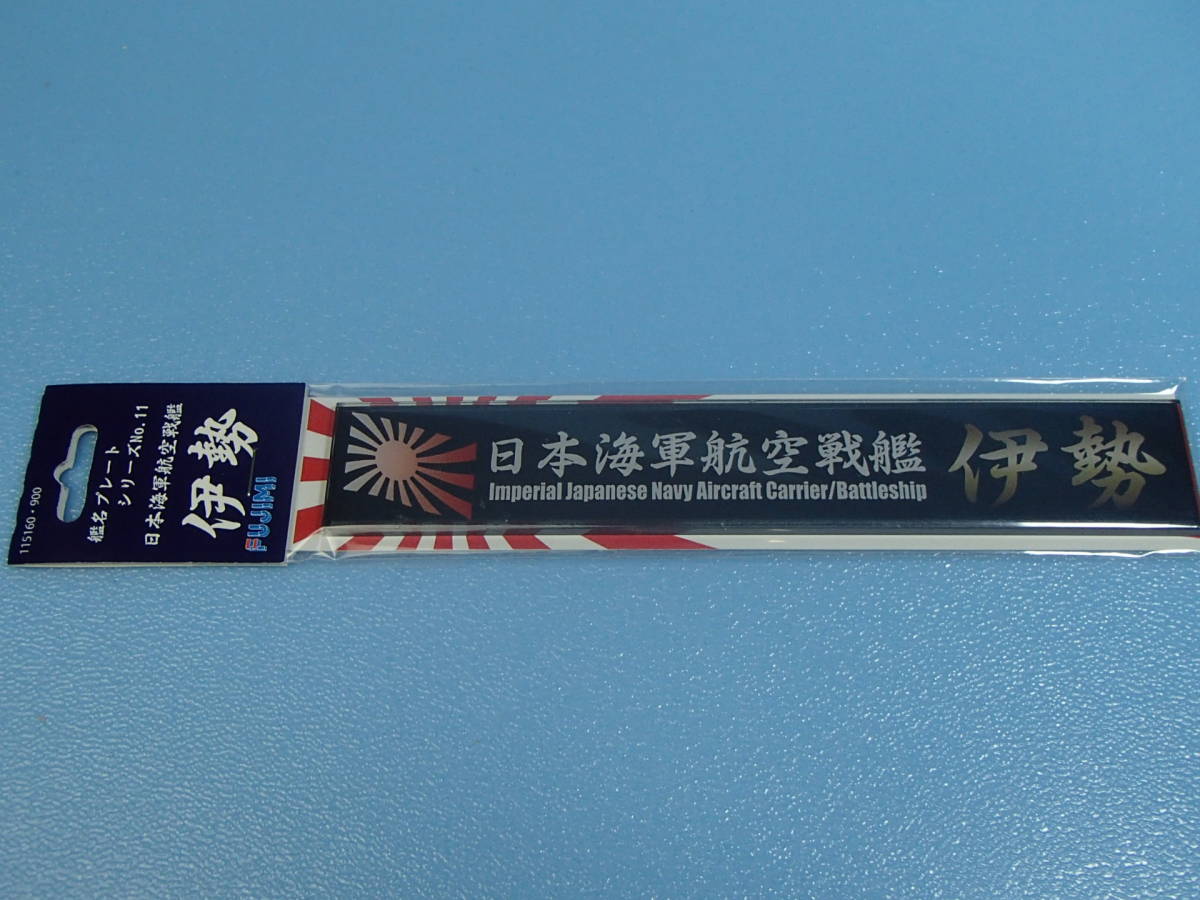 艦名プレート
シリーズNo.11
日本海軍航空戦艦
伊勢
FUJIMI
115160・900
日本海軍航空戦艦 伊勢
Imperial Japanese Navy Aircraft Carrier/Battleship